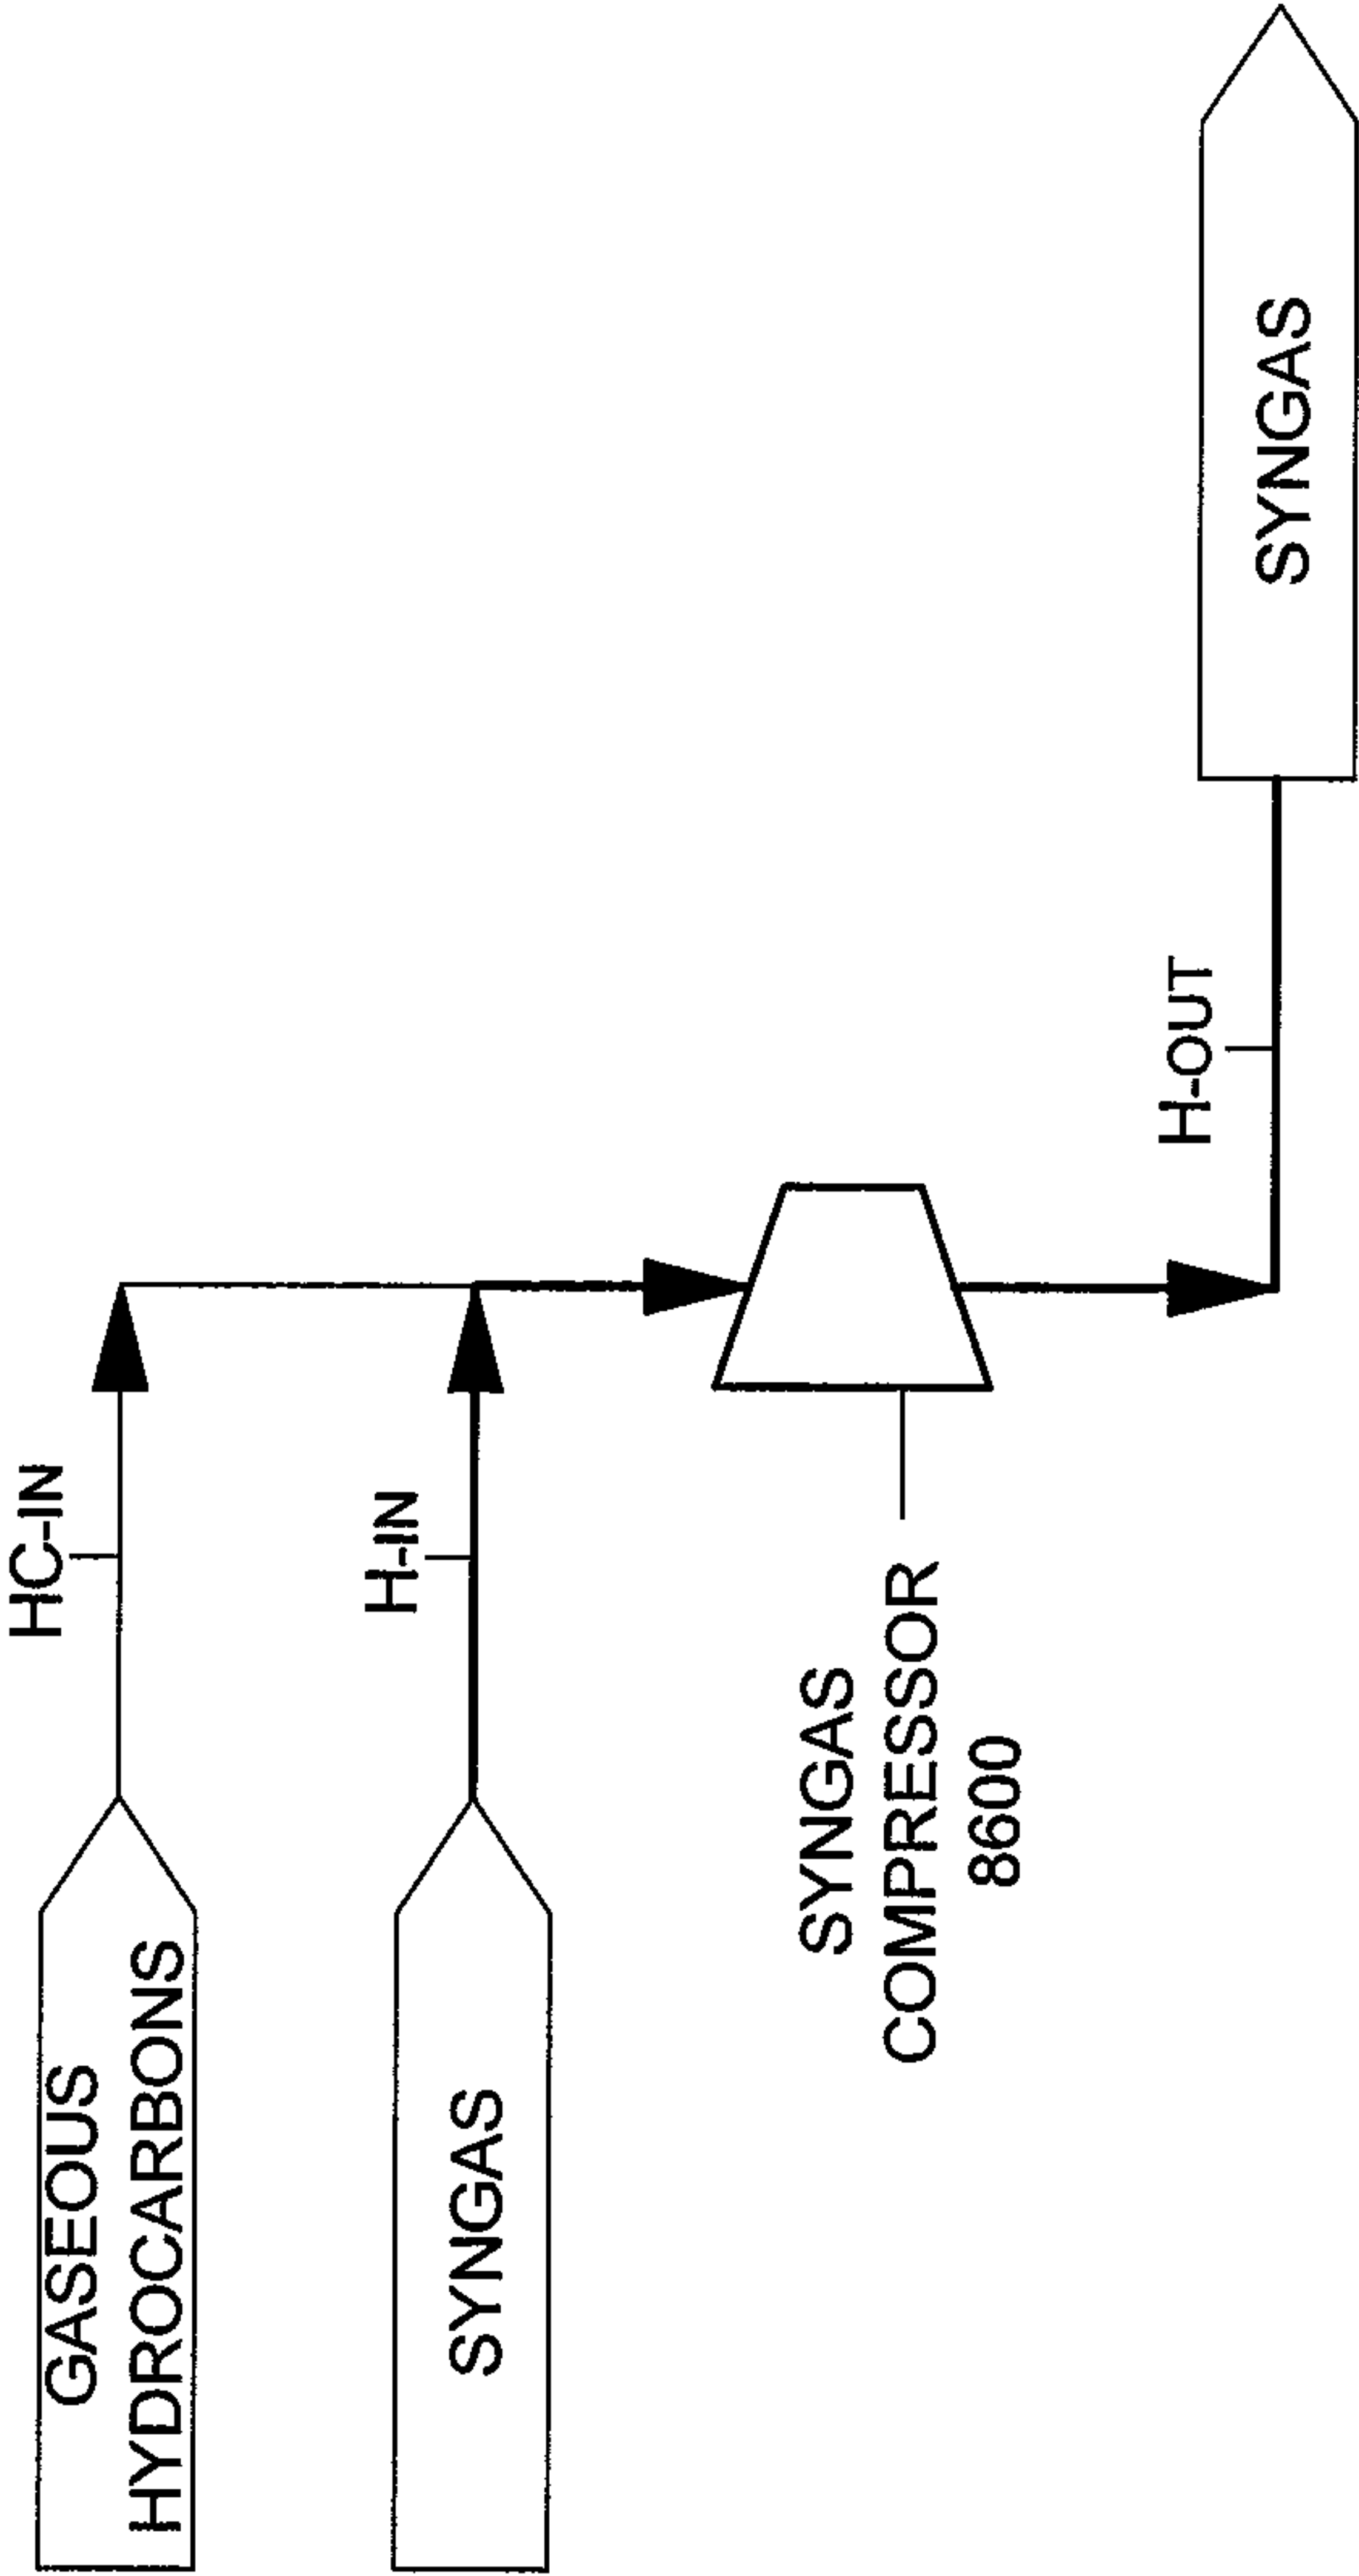 GASEOUS
HYDROCARBONS
HC-IN
SYNGAS
H-IN
SYNGAS
COMPRESSOR
8600
H-OUT
SYNGAS